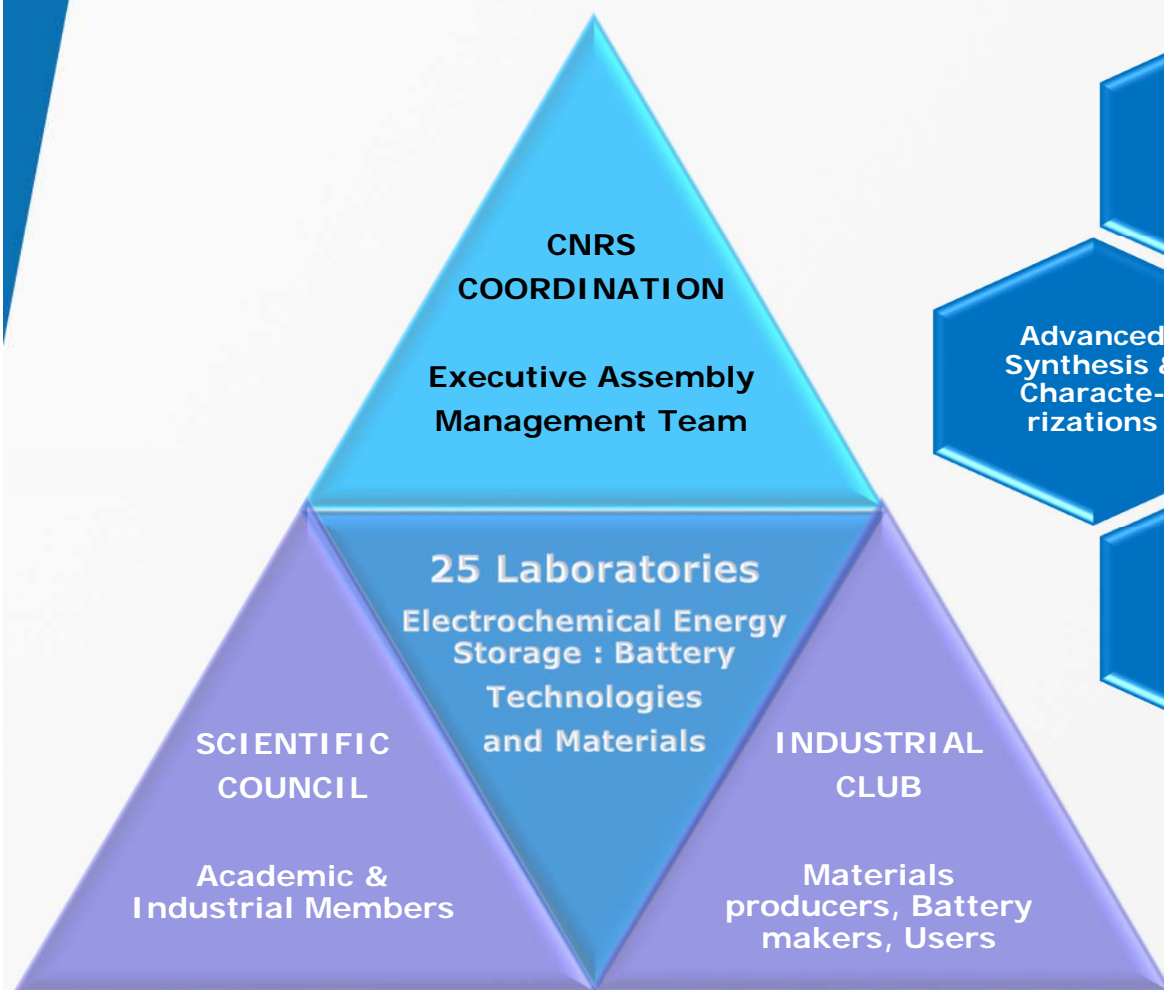 CNRS
COORDINATION
Executive Assembly
Management Team
Advanced
Synthesis &
Characte-
rizations
25 Laboratories
Electrochemical Energy
Storage : Battery
Technologies
and Materials
SCIENTIFIC
COUNCIL
Academic &
Industrial Members
INDUSTRIAL
CLUB
Materials
producers, Battery
makers, Users